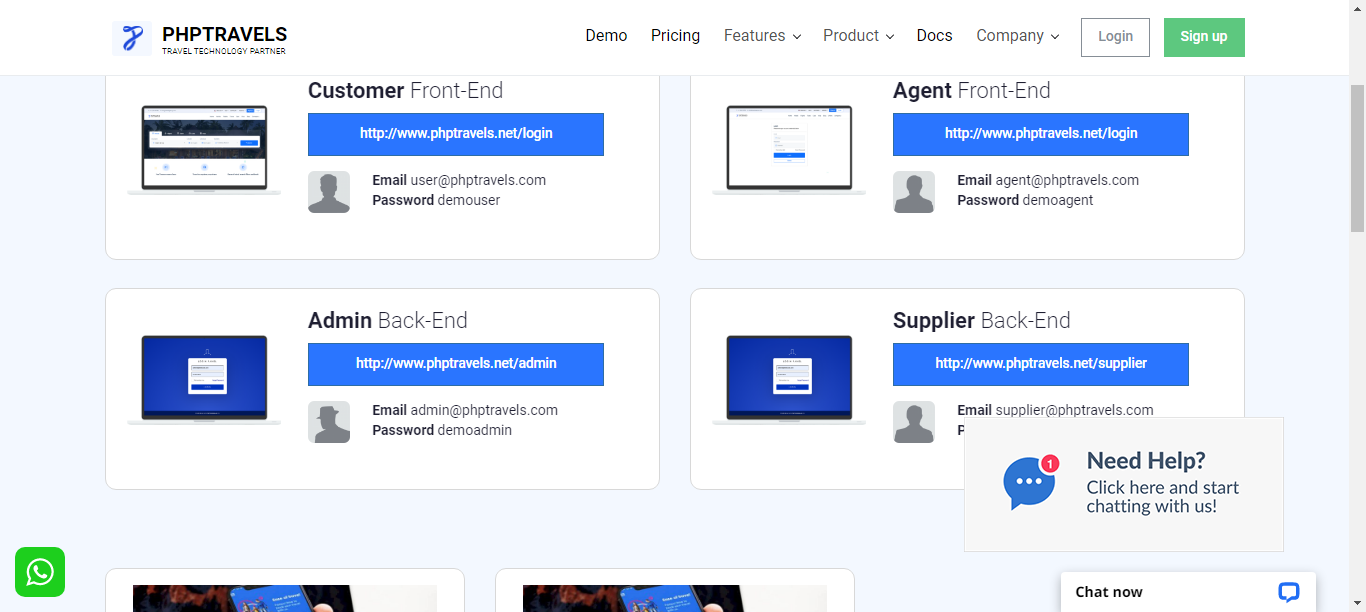 PHPTRAVELS
TRAVEL TECHNOLOGY PARTNER
Demo Pricing Features Product Docs Company Login Sign up
Customer Front-End
http://www.phptravels.net/login
Email user@phptravels.com
Password demouser
Agent Front-End
http://www.phptravels.net/login
Email agent@phptravels.com
Password demoagent
Admin Back-End
http://www.phptravels.net/admin
Email admin@phptravels.com
Password demoadmin
Supplier Back-End
http://www.phptravels.net/supplier
Email supplier@phptravels.com
1
Need Help?
Click here and start
chatting with us!
Chat now